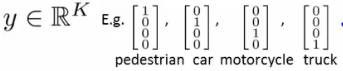 y ∈ ℝ^K E.g. [1 0 0 0], [0 1 0 0], [0 0 1 0], [0 0 0 1]
pedestrian car motorcycle truck